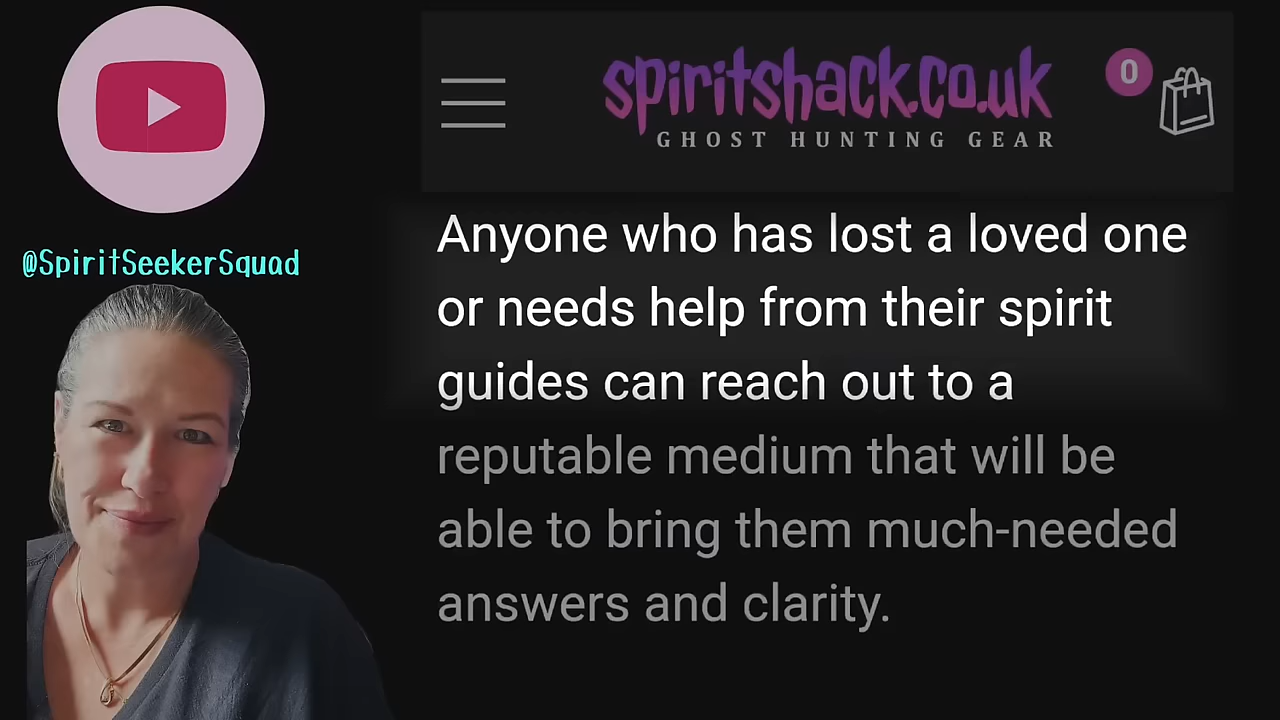 @SpiritSeekerSquad
spiritshack.co.uk
GHOST HUNTING GEAR
0
Anyone who has lost a loved one
or needs help from their spirit
guides can reach out to a
reputable medium that will be
able to bring them much-needed
answers and clarity.